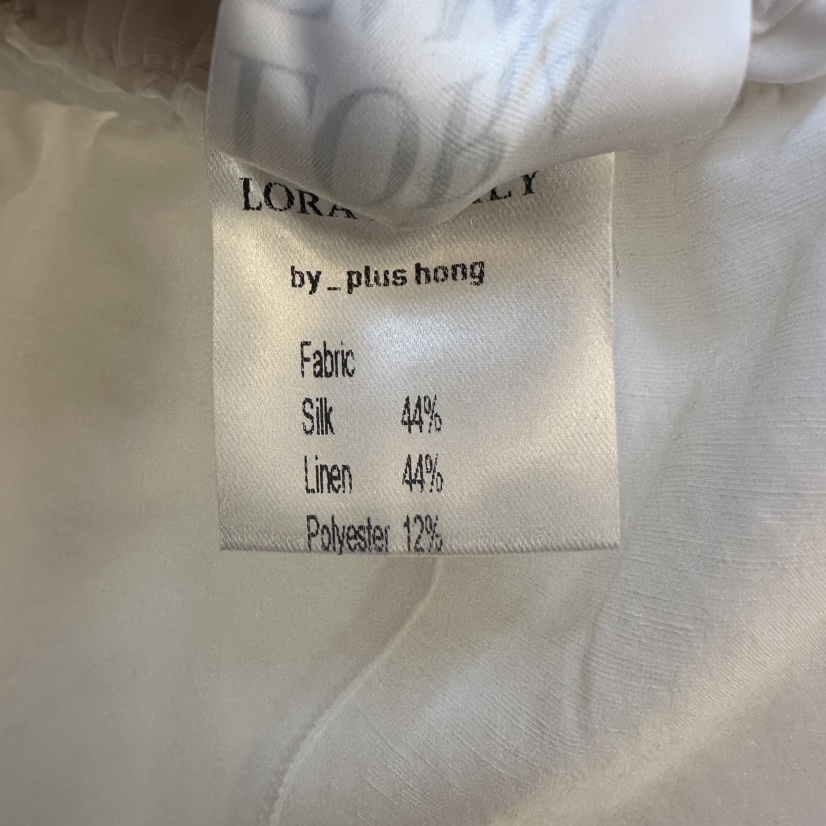 by_plus hong
Fabric
Silk 44%
Linen 44%
Polyester 12%